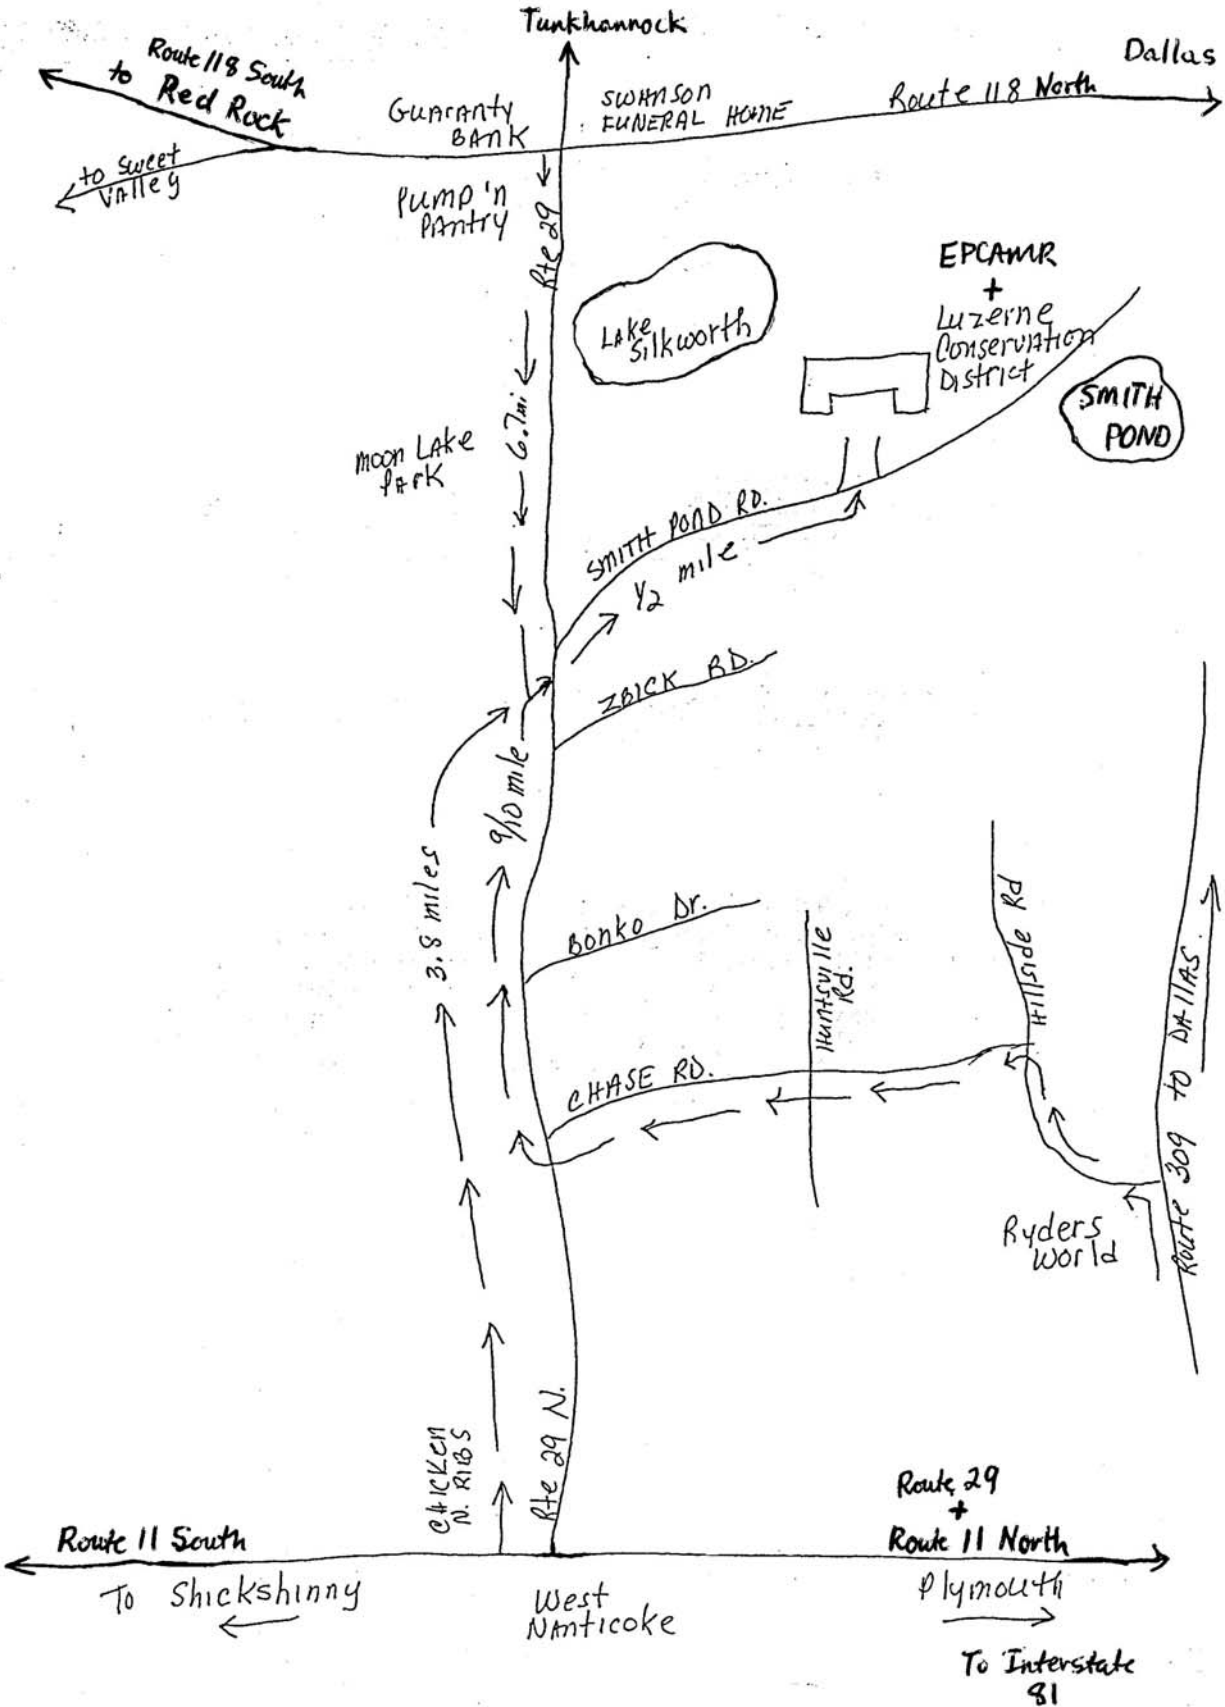 Tunkhannock
Route 118 South
to Red Rock
Dallas
Guaranty
BANK
SWANSON
FUNERAL HOME
Route 118 North
to Sweet
Valley
Pump 'n
Pantry
Rte 29
Lake
Silkworth
EPCAMR
+
Luzerne
Conservation
District
SMITH
POND
6.7mi
Moon Lake
Park
SMITH POND RD.
1/2 mile
ZBICK RD.
9/10 mile
3.8 miles
Bonko Dr.
Huntsville
Rd.
Hillside Rd
Route 309 to DALLAS.
CHASE RD.
Ryders
World
CHICKEN
N. RIBS
Rte 29 N.
Route 29
+
Route 11 North
Route 11 South
To Shickshinny
West
Nanticoke
Plymouth
To Interstate
81